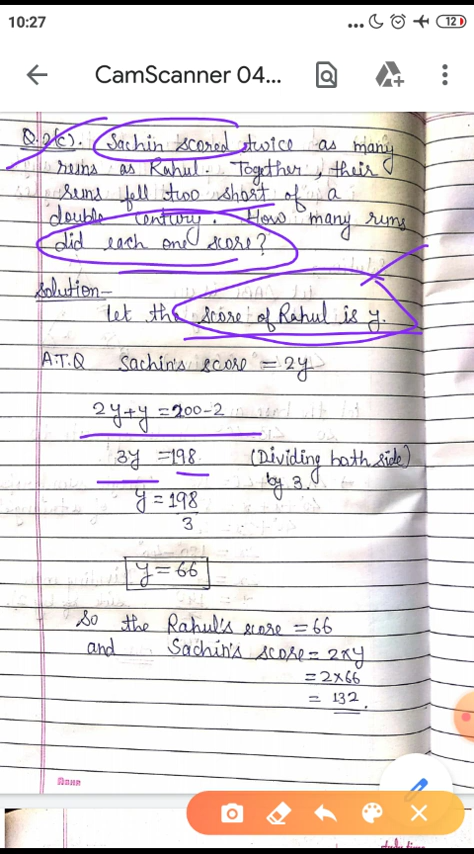 10:27
12
CamScanner 04...
Q.2(c). Sachin scored twice as many
runs as Rahul. Together, their
runs fell two short of a
double century. How many runs
did each one score?
Solution-
Let the score of Rahul is y.
A.T.Q Sachin's score = 2y
2y+y = 200-2
3y = 198 (Dividing both side)
by 3.
y = 198
3
y = 66
So the Rahul's score = 66
and Sachin's score = 2xy
= 2x66
= 132.